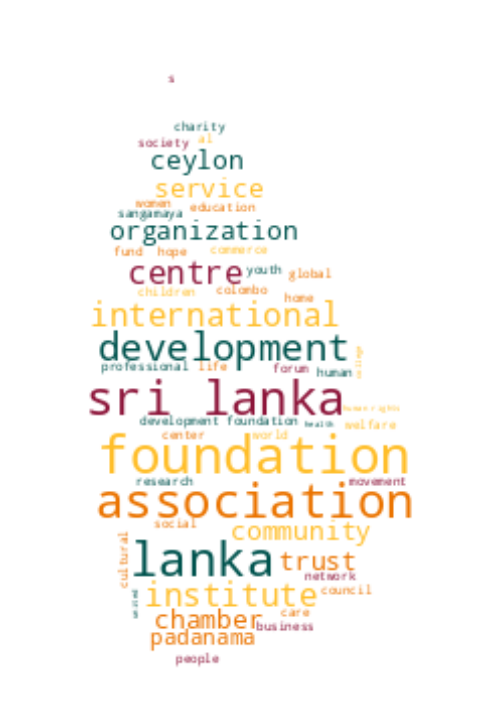 s
charity
society al
ceylon
service
women education
sangamaya
organization
fund hope commerce
centre youth global
children colombo home
international
development
professional life forum human college
sri lanka human rights
development foundation health welfare
center world
foundation
research movement
association
social community
cultural lanka trust
network
united institute council
chamber care
business
padanama
people